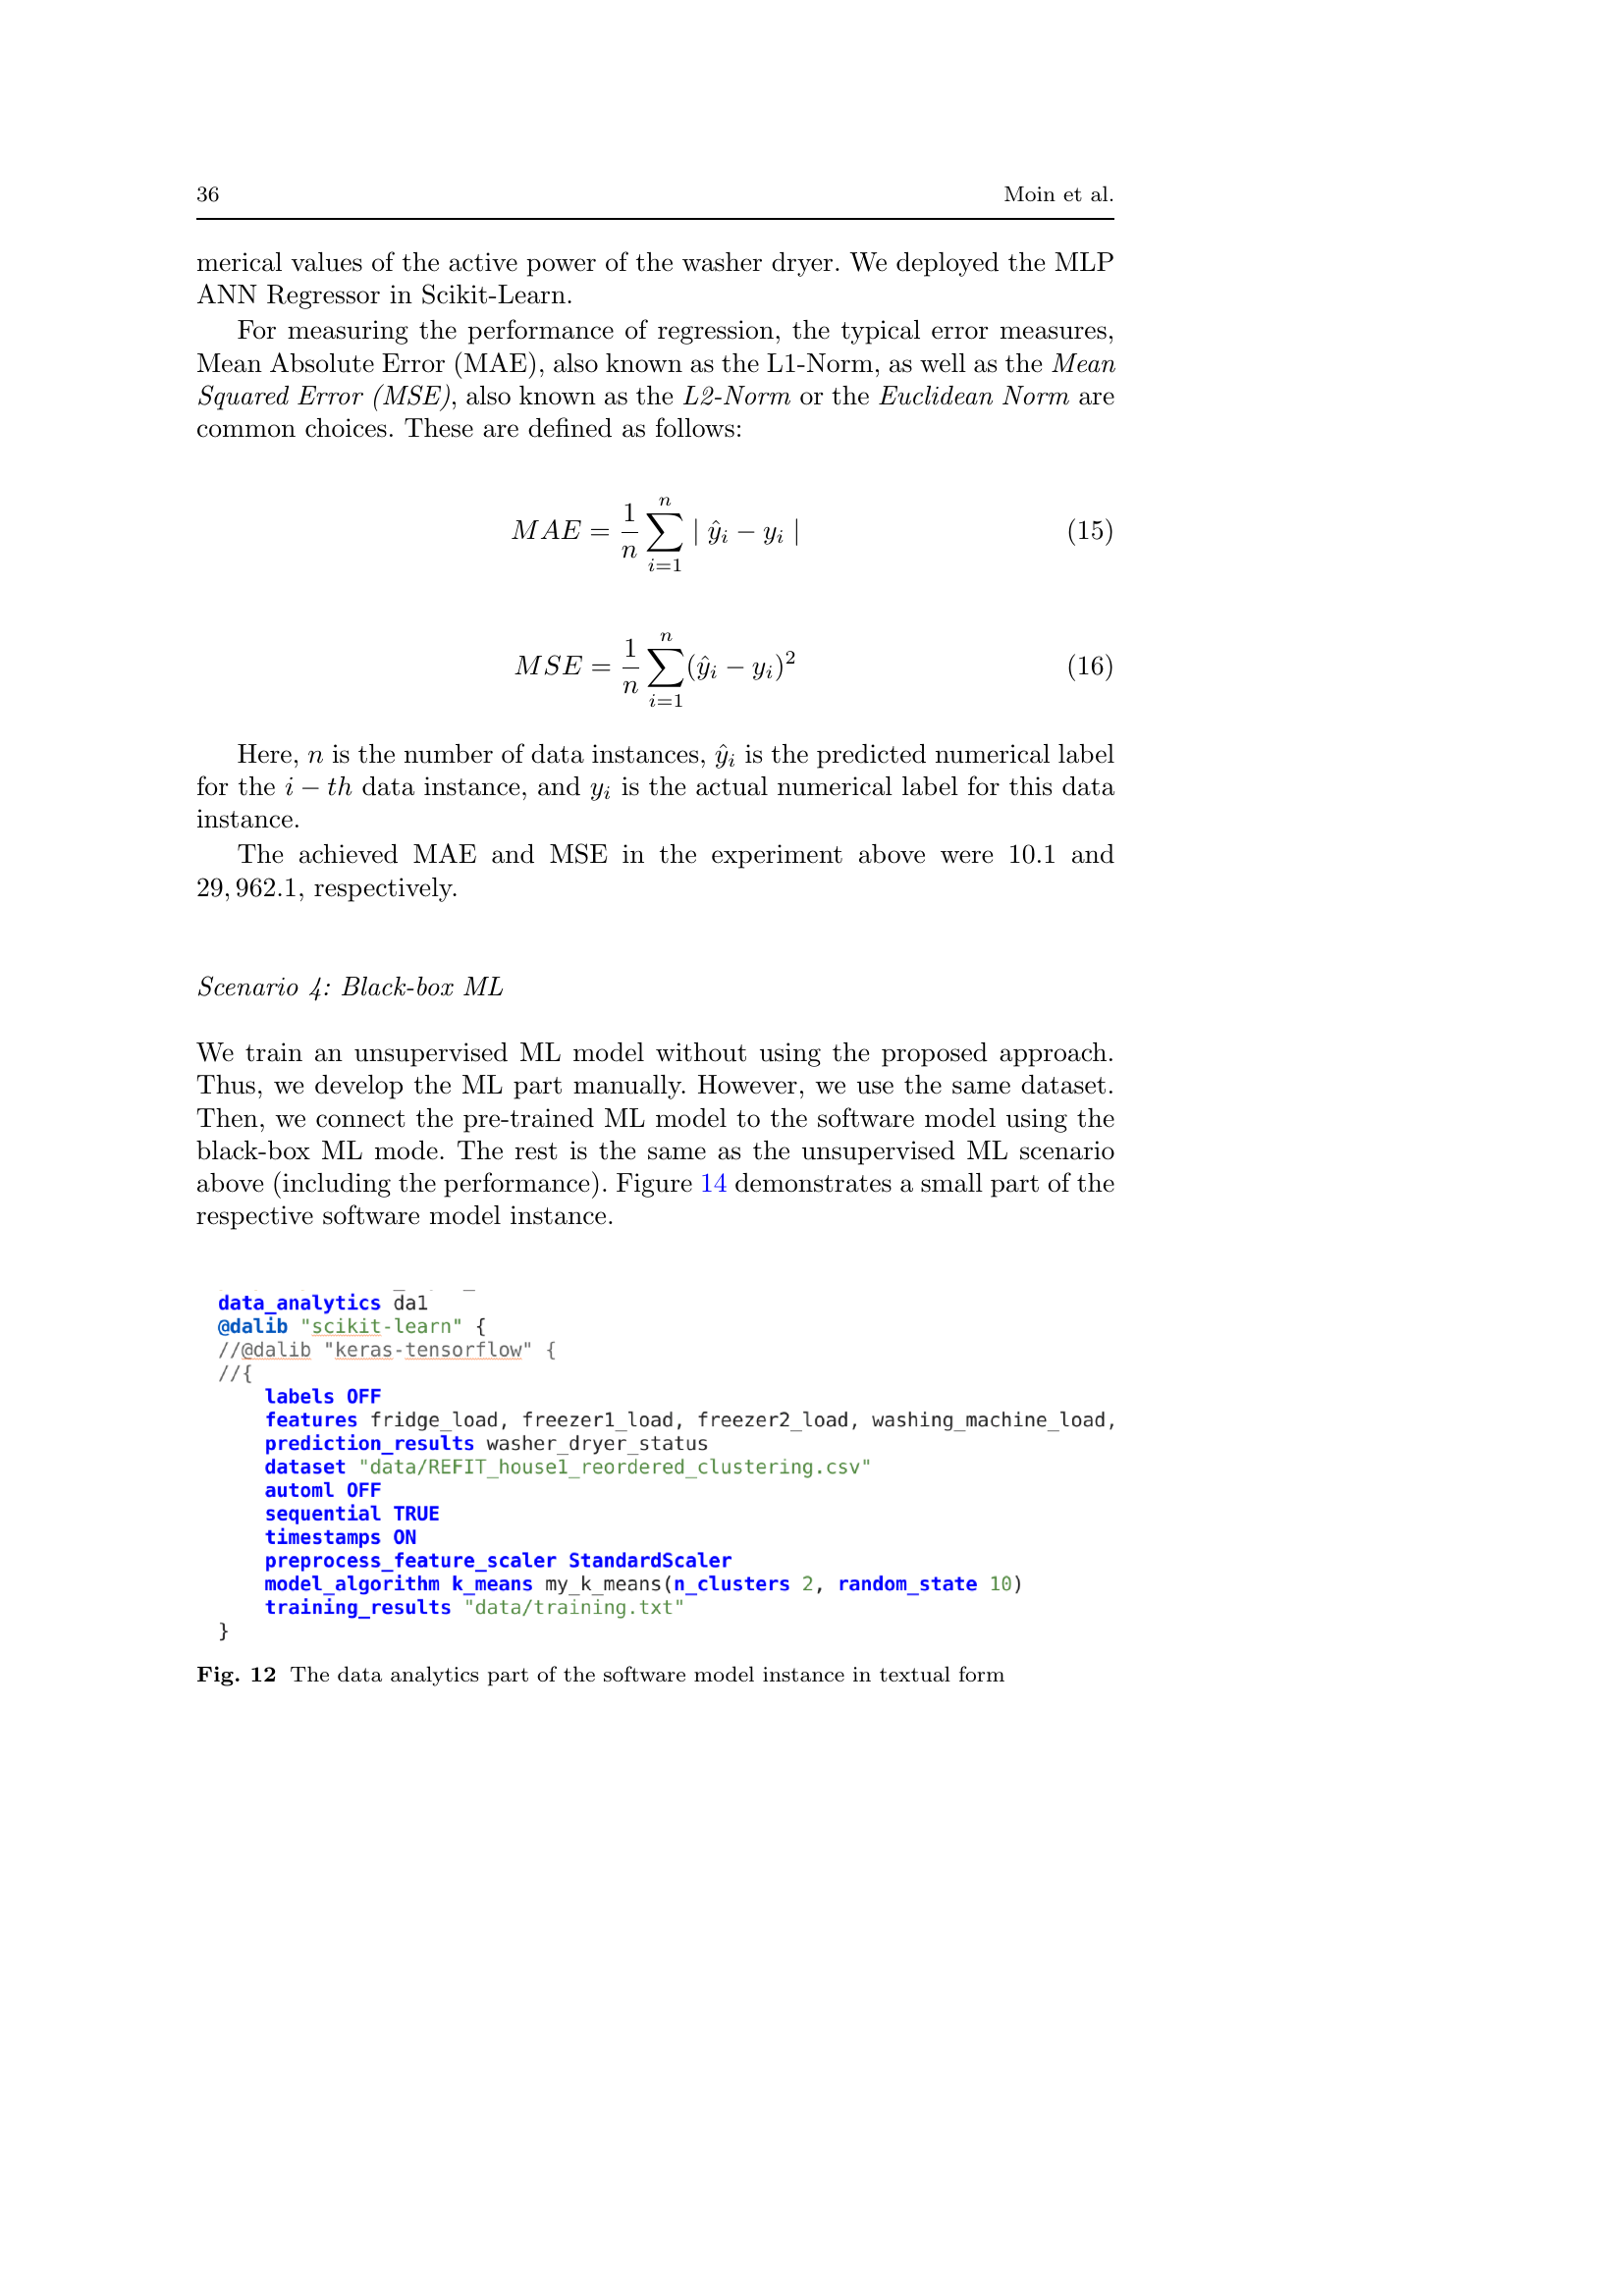 36 Moin et al.
merical values of the active power of the washer dryer. We deployed the MLP
ANN Regressor in Scikit-Learn.
For measuring the performance of regression, the typical error measures,
Mean Absolute Error (MAE), also known as the L1-Norm, as well as the Mean
Squared Error (MSE), also known as the L2-Norm or the Euclidean Norm are
common choices. These are defined as follows:
MAE = \frac{1}{n} \sum_{i=1}^{n} | \hat{y}_i - y_i | (15)
MSE = \frac{1}{n} \sum_{i=1}^{n} (\hat{y}_i - y_i)^2 (16)
Here, n is the number of data instances, ŷ_i is the predicted numerical label
for the i − th data instance, and y_i is the actual numerical label for this data
instance.
The achieved MAE and MSE in the experiment above were 10.1 and
29,962.1, respectively.
Scenario 4: Black-box ML
We train an unsupervised ML model without using the proposed approach.
Thus, we develop the ML part manually. However, we use the same dataset.
Then, we connect the pre-trained ML model to the software model using the
black-box ML mode. The rest is the same as the unsupervised ML scenario
above (including the performance). Figure 14 demonstrates a small part of the
respective software model instance.
data_analytics da1
@dalib "scikit-learn" {
//@dalib "keras-tensorflow" {
//{
labels OFF
features fridge_load, freezer1_load, freezer2_load, washing_machine_load,
prediction_results washer_dryer_status
dataset "data/REFIT_house1_reordered_clustering.csv"
automl OFF
sequential TRUE
timestamps ON
preprocess_feature_scaler StandardScaler
model_algorithm k_means my_k_means(n_clusters 2, random_state 10)
training_results "data/training.txt"
}
Fig. 12 The data analytics part of the software model instance in textual form